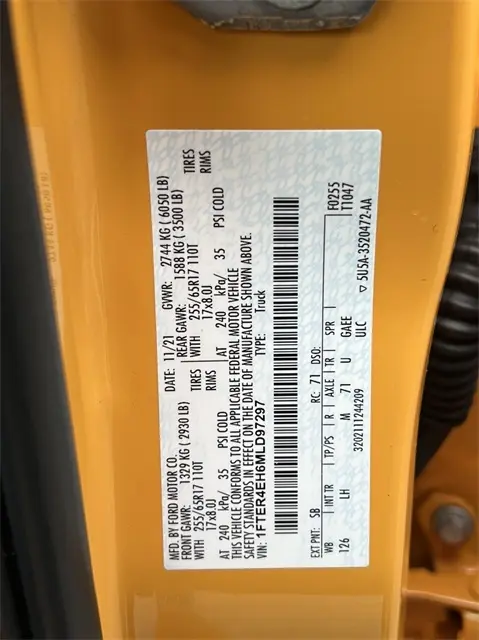 MFD. BY FORD MOTOR CO. DATE: 11/21 GVWR: 2744 KG (6050 LB)
FRONT GAWR: 1329 KG (2930 LB) REAR GAWR: 1588 KG (3500 LB)
WITH 255/65R17 110T TIRES WITH 255/65R17 110T TIRES
17x8.0J RIMS 17x8.0J RIMS
AT 240 kPa/ 35 PSI COLD AT 240 kPa/ 35 PSI COLD
THIS VEHICLE CONFORMS TO ALL APPLICABLE FEDERAL MOTOR VEHICLE
SAFETY STANDARDS IN EFFECT ON THE DATE OF MANUFACTURE SHOWN ABOVE.
VIN: 1FTER4EH6MLD97297 TYPE: Truck
EXT PNT: SB RC: 71 DSO: F0255
WB INT TR TP/PS R AXLE TR SPR T1047
126 LH M 71 U GAEE
3202111244209 ULC
▽ 5U5A-3520472-AA